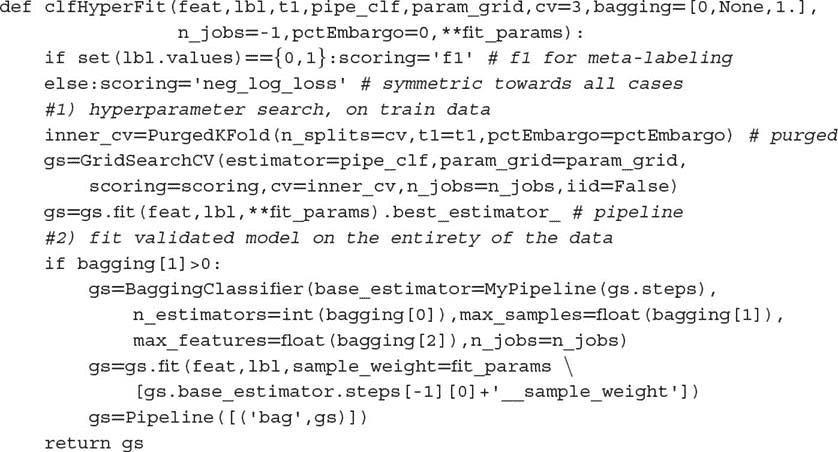 def clfHyperFit(feat,lbl,t1,pipe_clf,param_grid,cv=3,bagging=[0,None,1.],
n_jobs=-1,pctEmbargo=0,**fit_params):
if set(lbl.values)=={0,1}:scoring='f1' # f1 for meta-labeling
else:scoring='neg_log_loss' # symmetric towards all cases
#1) hyperparameter search, on train data
inner_cv=PurgedKFold(n_splits=cv,t1=t1,pctEmbargo=pctEmbargo) # purged
gs=GridSearchCV(estimator=pipe_clf,param_grid=param_grid,
scoring=scoring,cv=inner_cv,n_jobs=n_jobs,iid=False)
gs=gs.fit(feat,lbl,**fit_params).best_estimator_ # pipeline
#2) fit validated model on the entirety of the data
if bagging[1]>0:
gs=BaggingClassifier(base_estimator=MyPipeline(gs.steps),
n_estimators=int(bagging[0]),max_samples=float(bagging[1]),
max_features=float(bagging[2]),n_jobs=n_jobs)
gs=gs.fit(feat,lbl,sample_weight=fit_params \
[gs.base_estimator.steps[-1][0]+'__sample_weight'])
gs=Pipeline([('bag',gs)])
return gs